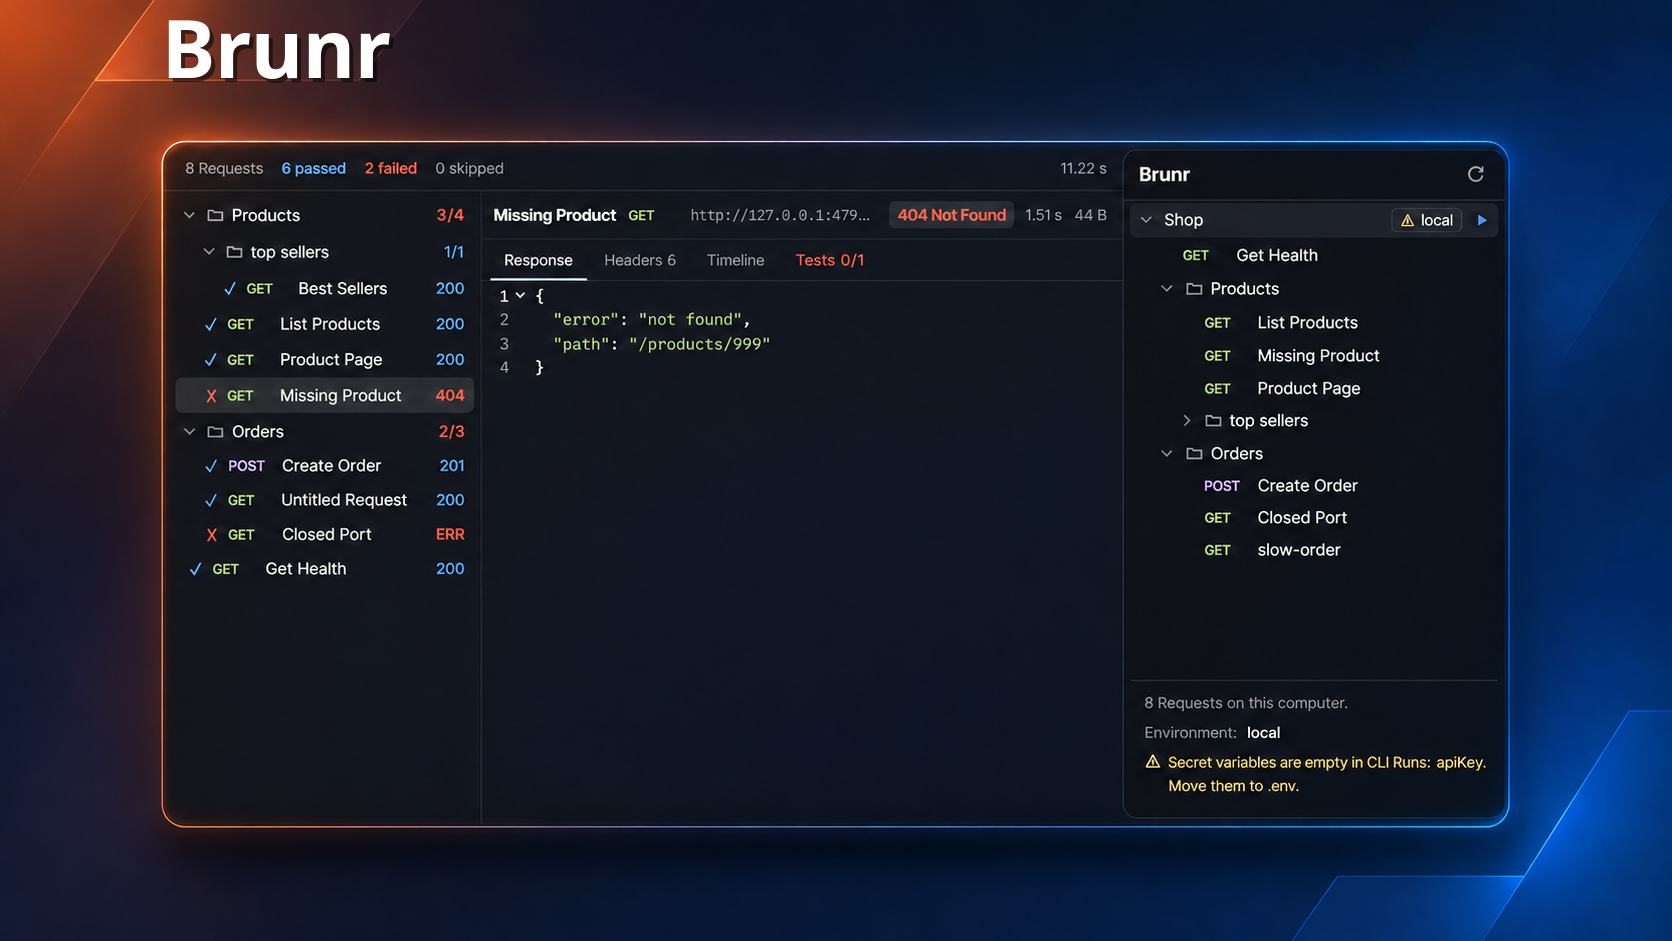 Brunr
8 Requests 6 passed 2 failed 0 skipped 11.22 s
Products 3/4
top sellers 1/1
GET Best Sellers 200
GET List Products 200
GET Product Page 200
X GET Missing Product 404
Orders 2/3
POST Create Order 201
GET Untitled Request 200
X GET Closed Port ERR
GET Get Health 200
Missing Product GET http://127.0.0.1:479... 404 Not Found 1.51 s 44 B
Response Headers 6 Timeline Tests 0/1
1 {
2 "error": "not found",
3 "path": "/products/999"
4 }
Brunr
Shop local
GET Get Health
Products
GET List Products
GET Missing Product
GET Product Page
top sellers
Orders
POST Create Order
GET Closed Port
GET slow-order
8 Requests on this computer.
Environment: local
Secret variables are empty in CLI Runs: apiKey.
Move them to .env.